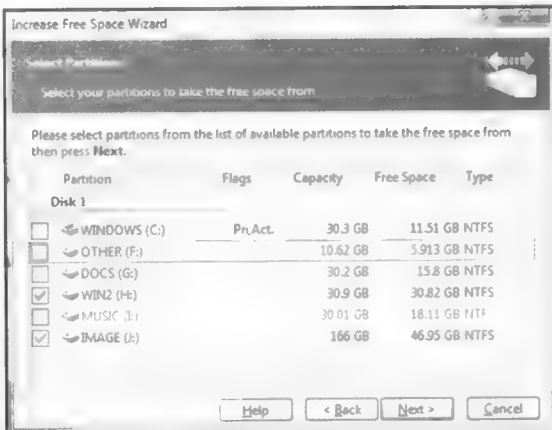 Increase Free Space Wizard
Select Partitions
Select your partitions to take the free space from
Please select partitions from the list of available partitions to take the free space from
then press Next.
Partition Flags Capacity Free Space Type
Disk 1
WINDOWS (C:) Pri,Act. 30.3 GB 11.51 GB NTFS
OTHER (F:) 10.62 GB 5.913 GB NTFS
DOCS (G:) 30.2 GB 15.8 GB NTFS
WIN2 (H:) 30.9 GB 30.82 GB NTFS
MUSIC (I:) 30.01 GB 18.11 GB NTF
IMAGE (J:) 166 GB 46.95 GB NTFS
Help < Back Next > Cancel